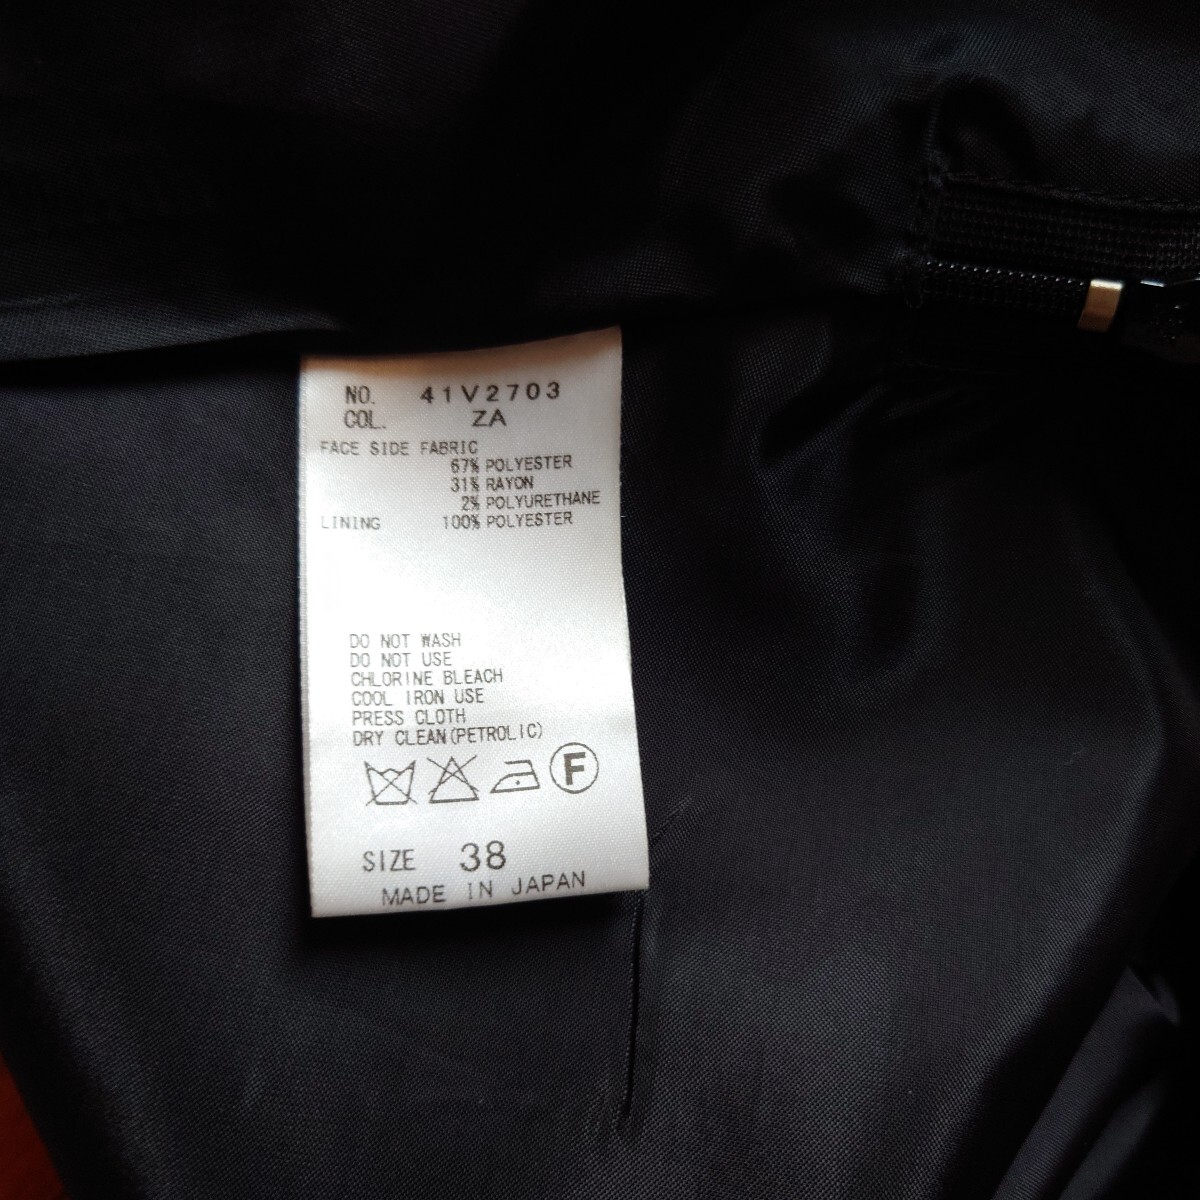 NO. 41V2703
COL. ZA
FACE SIDE FABRIC
67% POLYESTER
31% RAYON
2% POLYURETHANE
LINING 100% POLYESTER
DO NOT WASH
DO NOT USE
CHLORINE BLEACH
COOL IRON USE
PRESS CLOTH
DRY CLEAN(PETROLIC)
F
SIZE 38
MADE IN JAPAN